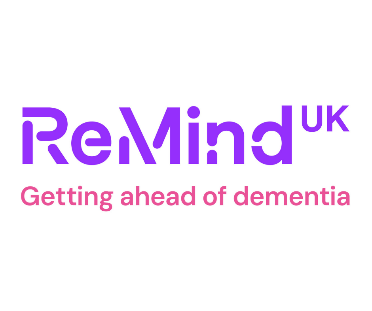 ReMind UK
Getting ahead of dementia